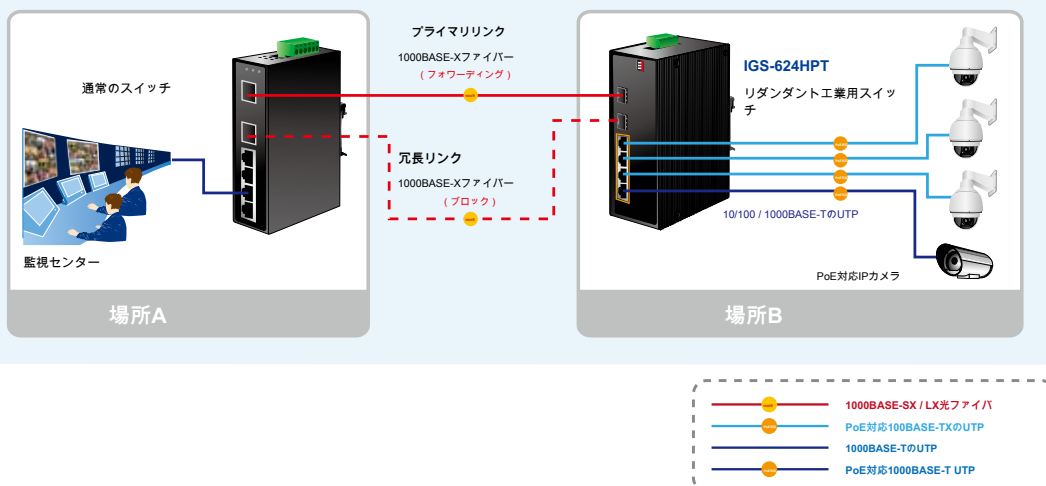 プライマリリンク
1000BASE-Xファイバー
（フォワーディング）
通常のスイッチ
IGS-624HPT
リダンダント工業用スイッ
チ
冗長リンク
1000BASE-Xファイバー
（ブロック）
10/100 / 1000BASE-TのUTP
監視センター
PoE対応IPカメラ
場所A
場所B
1000BASE-SX / LX光ファイバ
PoE対応100BASE-TXのUTP
1000BASE-TのUTP
PoE対応1000BASE-T UTP